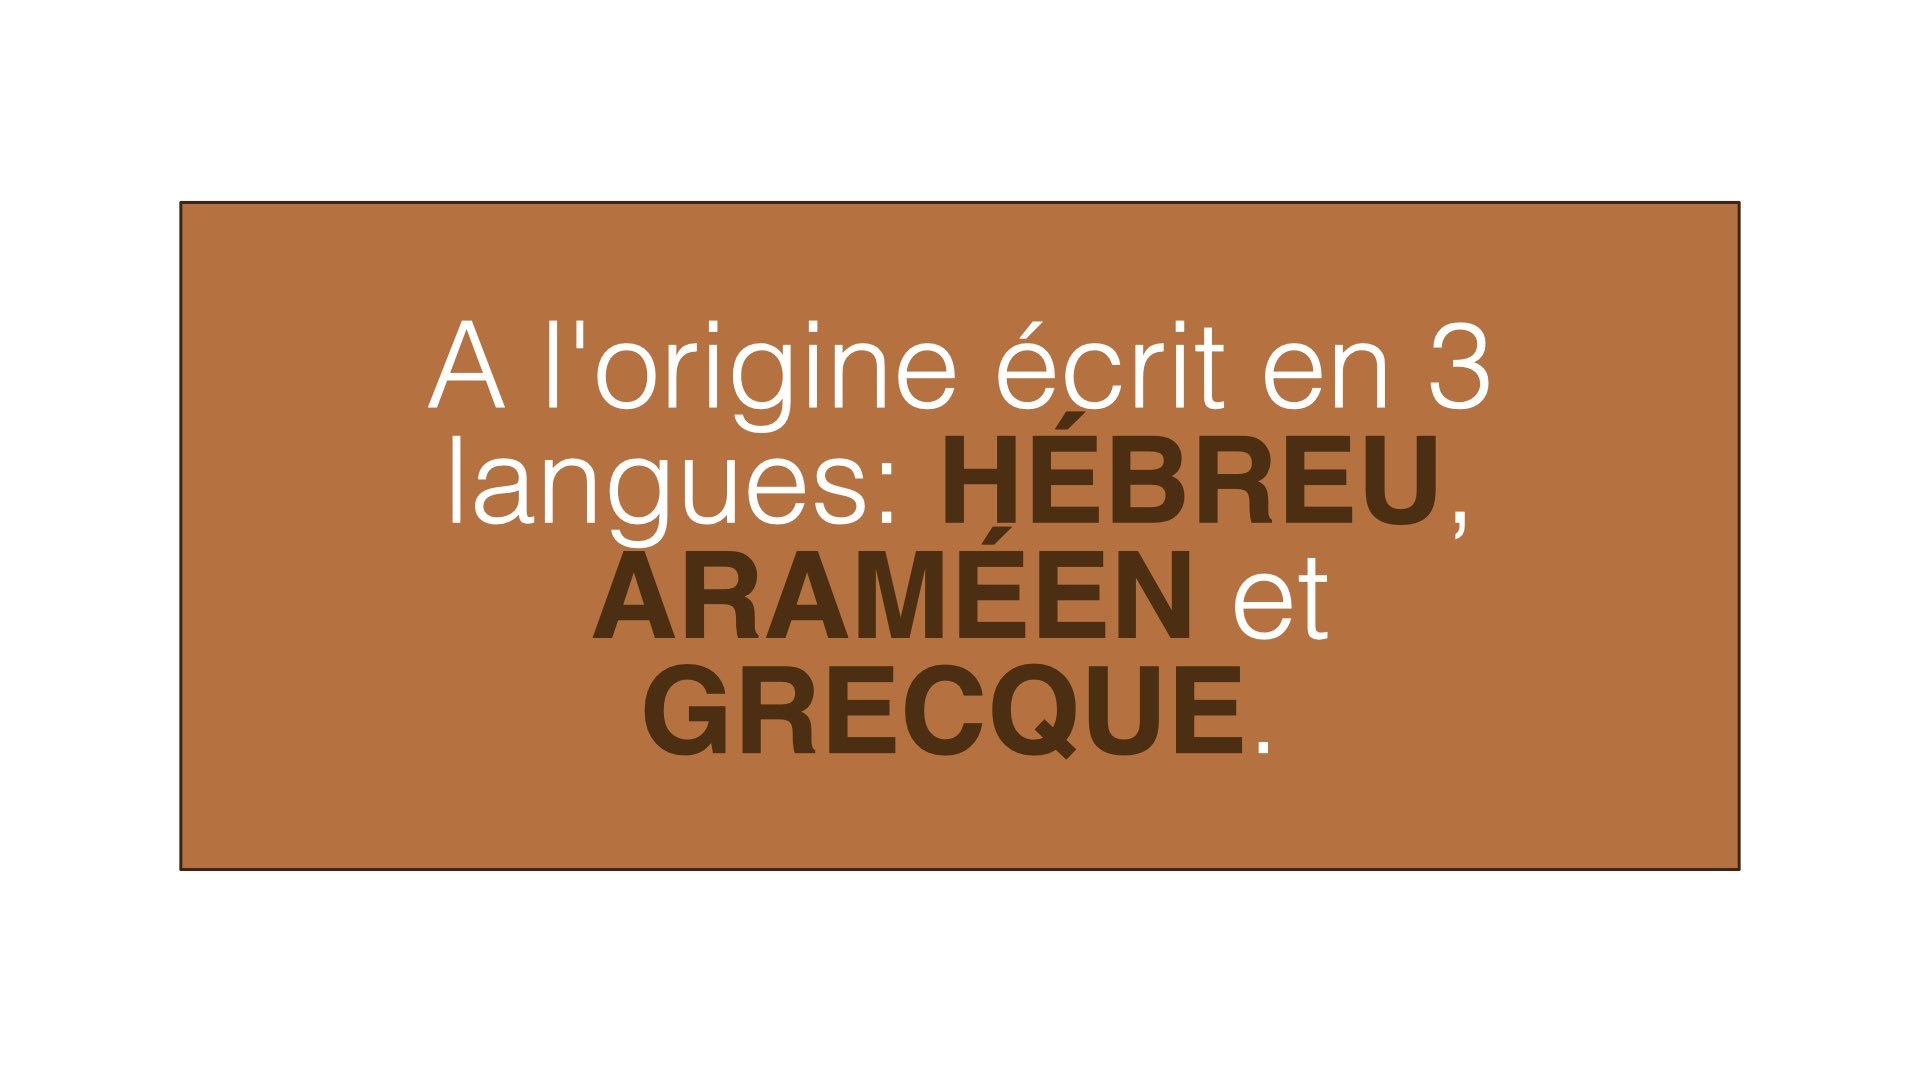 A l'origine écrit en 3
langues: HÉBREU,
ARAMÉEN et
GRECQUE.